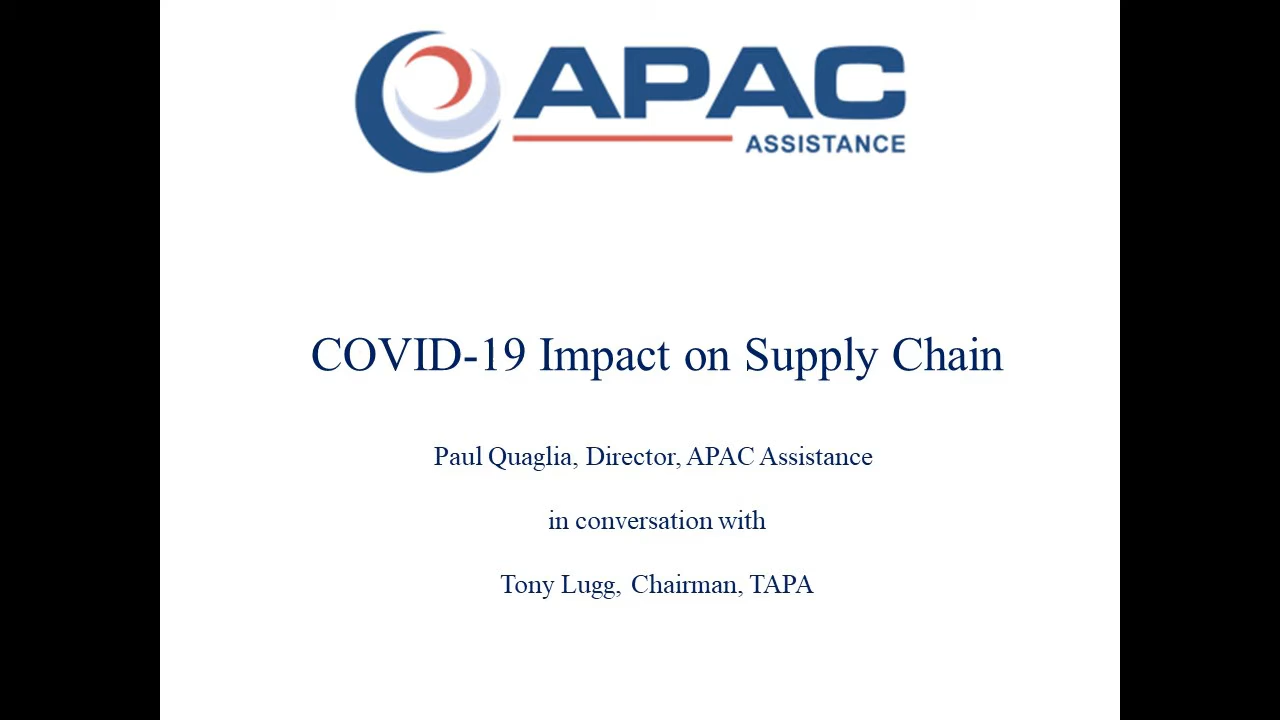 APAC
ASSISTANCE
COVID-19 Impact on Supply Chain
Paul Quaglia, Director, APAC Assistance
in conversation with
Tony Lugg, Chairman, TAPA